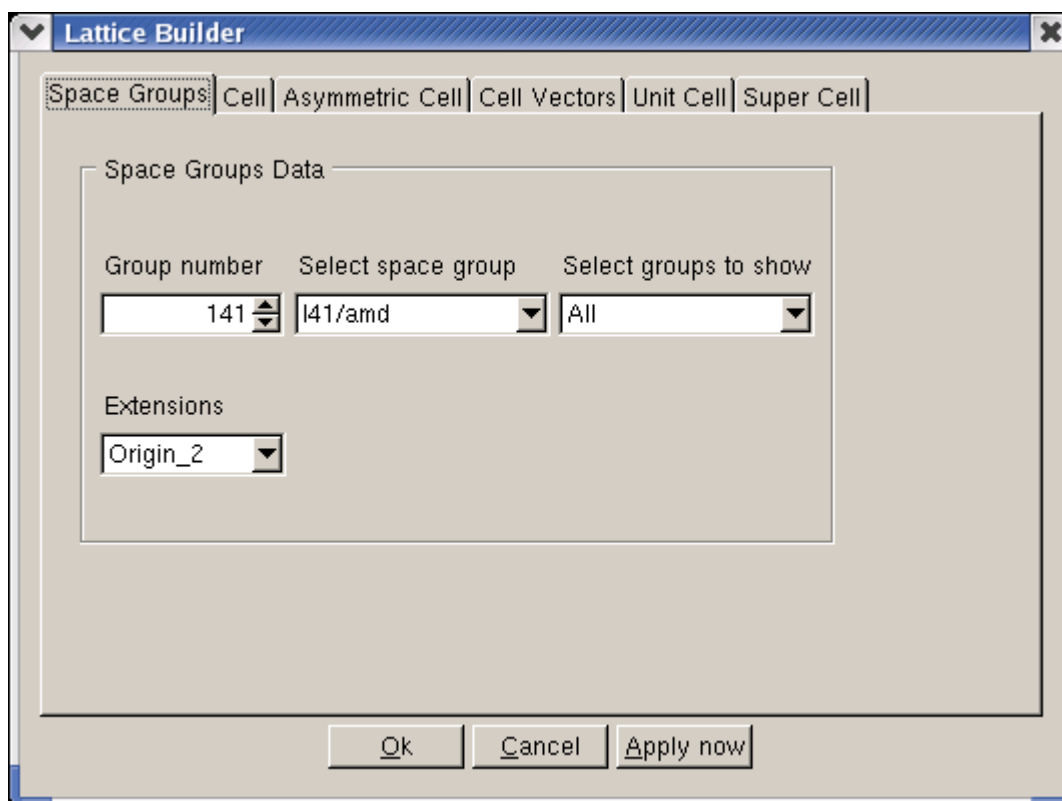 Lattice Builder
Space Groups Cell Asymmetric Cell Cell Vectors Unit Cell Super Cell
Space Groups Data
Group number Select space group Select groups to show
141 I41/amd All
Extensions
Origin_2
Ok Cancel Apply now